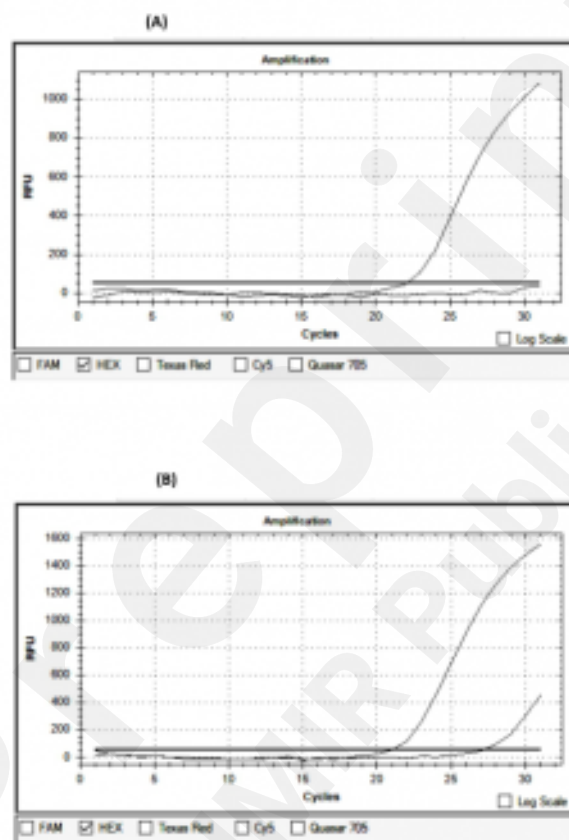 (A)
Amplification
1000
800
600
400
200
0
RFU
0 5 10 15 20 25 30
Cycles
Log Scale
FAM HEX Texas Red Cy5 Quasar 705
(B)
Amplification
1600
1400
1200
1000
800
600
400
200
0
RFU
0 5 10 15 20 25 30
Cycles
Log Scale
FAM HEX Texas Red Cy5 Quasar 705